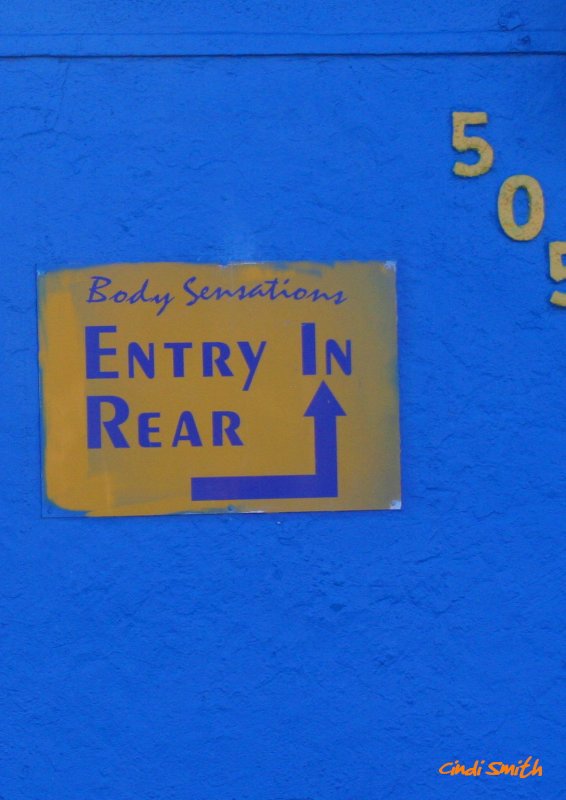 505
Body Sensations
ENTRY IN
REAR
Cindi Smith